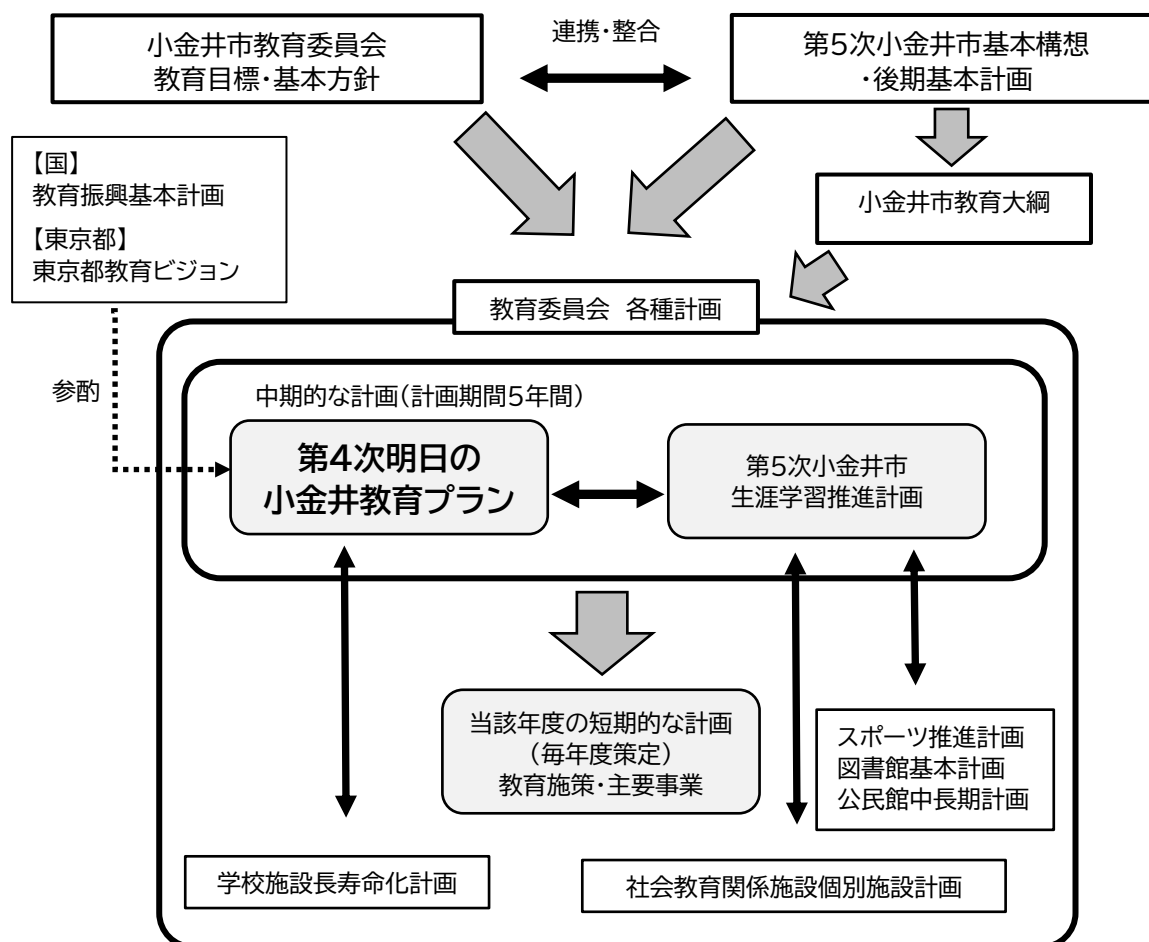 小金井市教育委員会
教育目標・基本方針
連携・整合
第5次小金井市基本構想
・後期基本計画
【国】
教育振興基本計画
【東京都】
東京都教育ビジョン
小金井市教育大綱
教育委員会 各種計画
参酌
中期的な計画(計画期間5年間)
第4次明日の
小金井教育プラン
第5次小金井市
生涯学習推進計画
当該年度の短期的な計画
(毎年度策定)
教育施策・主要事業
スポーツ推進計画
図書館基本計画
公民館中長期計画
学校施設長寿命化計画
社会教育関係施設個別施設計画